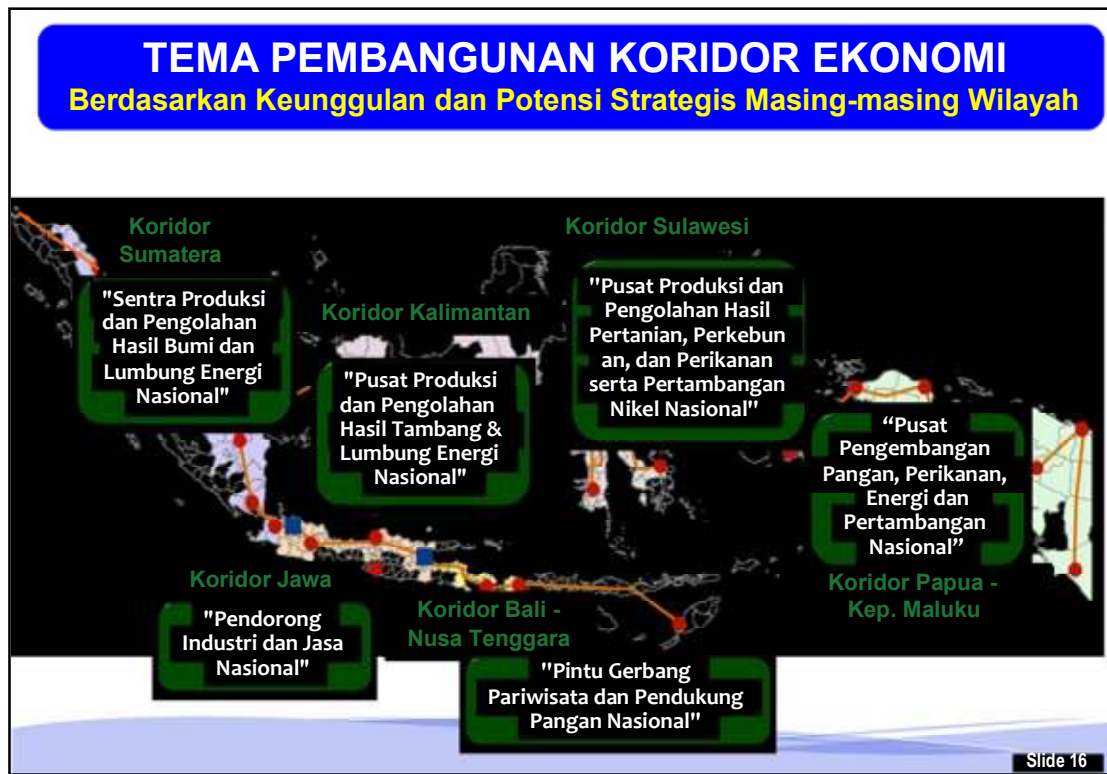 TEMA PEMBANGUNAN KORIDOR EKONOMI
Berdasarkan Keunggulan dan Potensi Strategis Masing-masing Wilayah
Koridor
Sumatera
"Sentra Produksi
dan Pengolahan
Hasil Bumi dan
Lumbung Energi
Nasional"
Koridor Kalimantan
"Pusat Produksi
dan Pengolahan
Hasil Tambang &
Lumbung Energi
Nasional"
Koridor Sulawesi
"Pusat Produksi dan
Pengolahan Hasil
Pertanian, Perkebun
an, dan Perikanan
serta Pertambangan
Nikel Nasional”
“Pusat
Pengembangan
Pangan, Perikanan,
Energi dan
Pertambangan
Nasional”
Koridor Papua -
Kep. Maluku
Koridor Jawa
"Pendorong
Industri dan Jasa
Nasional"
Koridor Bali -
Nusa Tenggara
"Pintu Gerbang
Pariwisata dan Pendukung
Pangan Nasional"
Slide 16